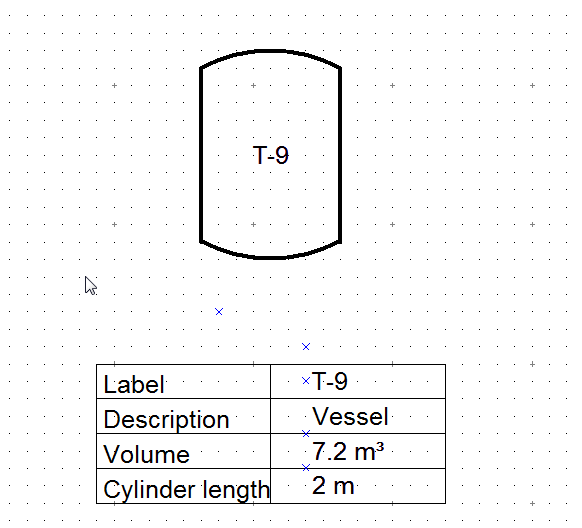 T-9
Label T-9
Description Vessel
Volume 7.2 m³
Cylinder length 2 m